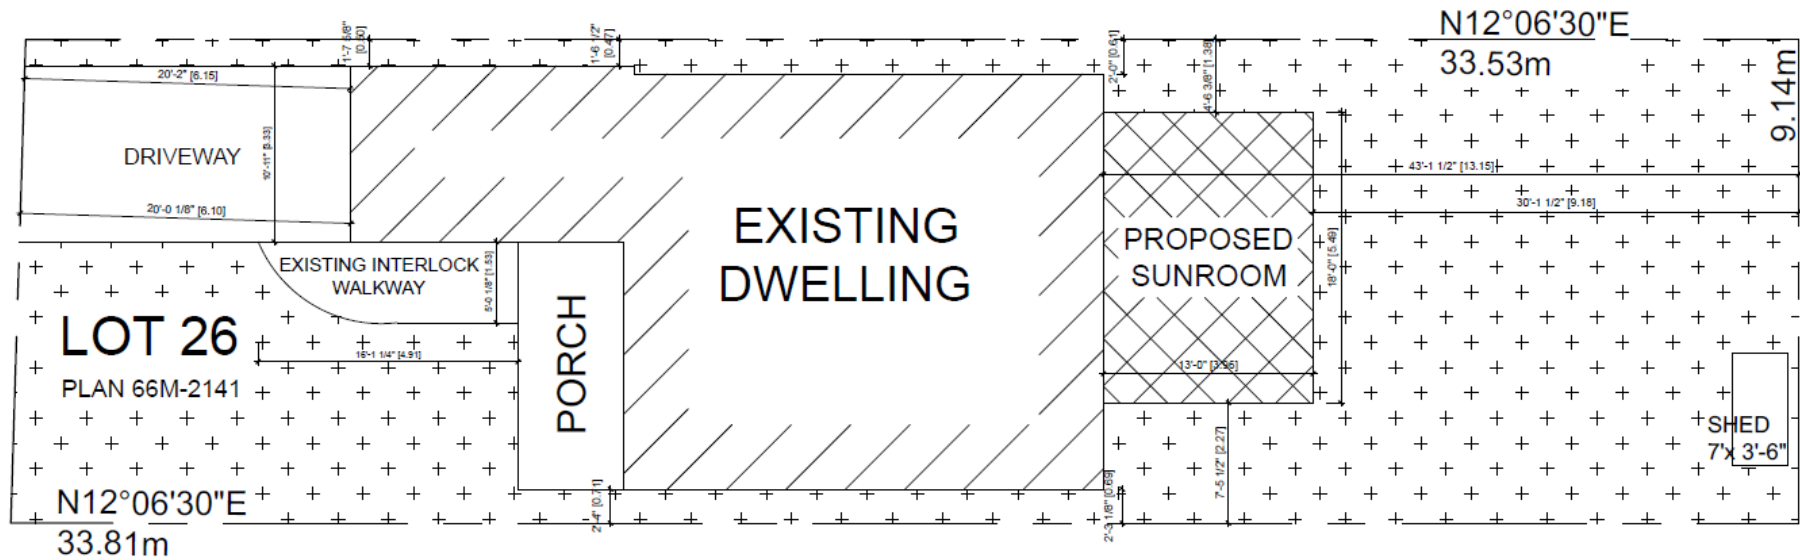 N12°06'30"E
33.53m
9.14m
1'-7 5/8"
[0.50]
1'-6 1/2"
[0.47]
2'-0" [0.61]
4'-6 3/8" [1.38]
20'-2" [6.15]
DRIVEWAY
10'-11" [3.33]
20'-0 1/8" [6.10]
43'-1 1/2" [13.15]
30'-1 1/2" [9.18]
EXISTING
DWELLING
PROPOSED
SUNROOM
18'-0" [5.49]
EXISTING INTERLOCK
WALKWAY
5'-0 1/8" [1.53]
PORCH
LOT 26
PLAN 66M-2141
16'-1 1/4" [4.91]
13'-0" [3.96]
SHED
7'x 3'-6"
7'-5 1/2" [2.27]
2'-4" [0.71]
2'-3 1/8" [0.69]
N12°06'30"E
33.81m